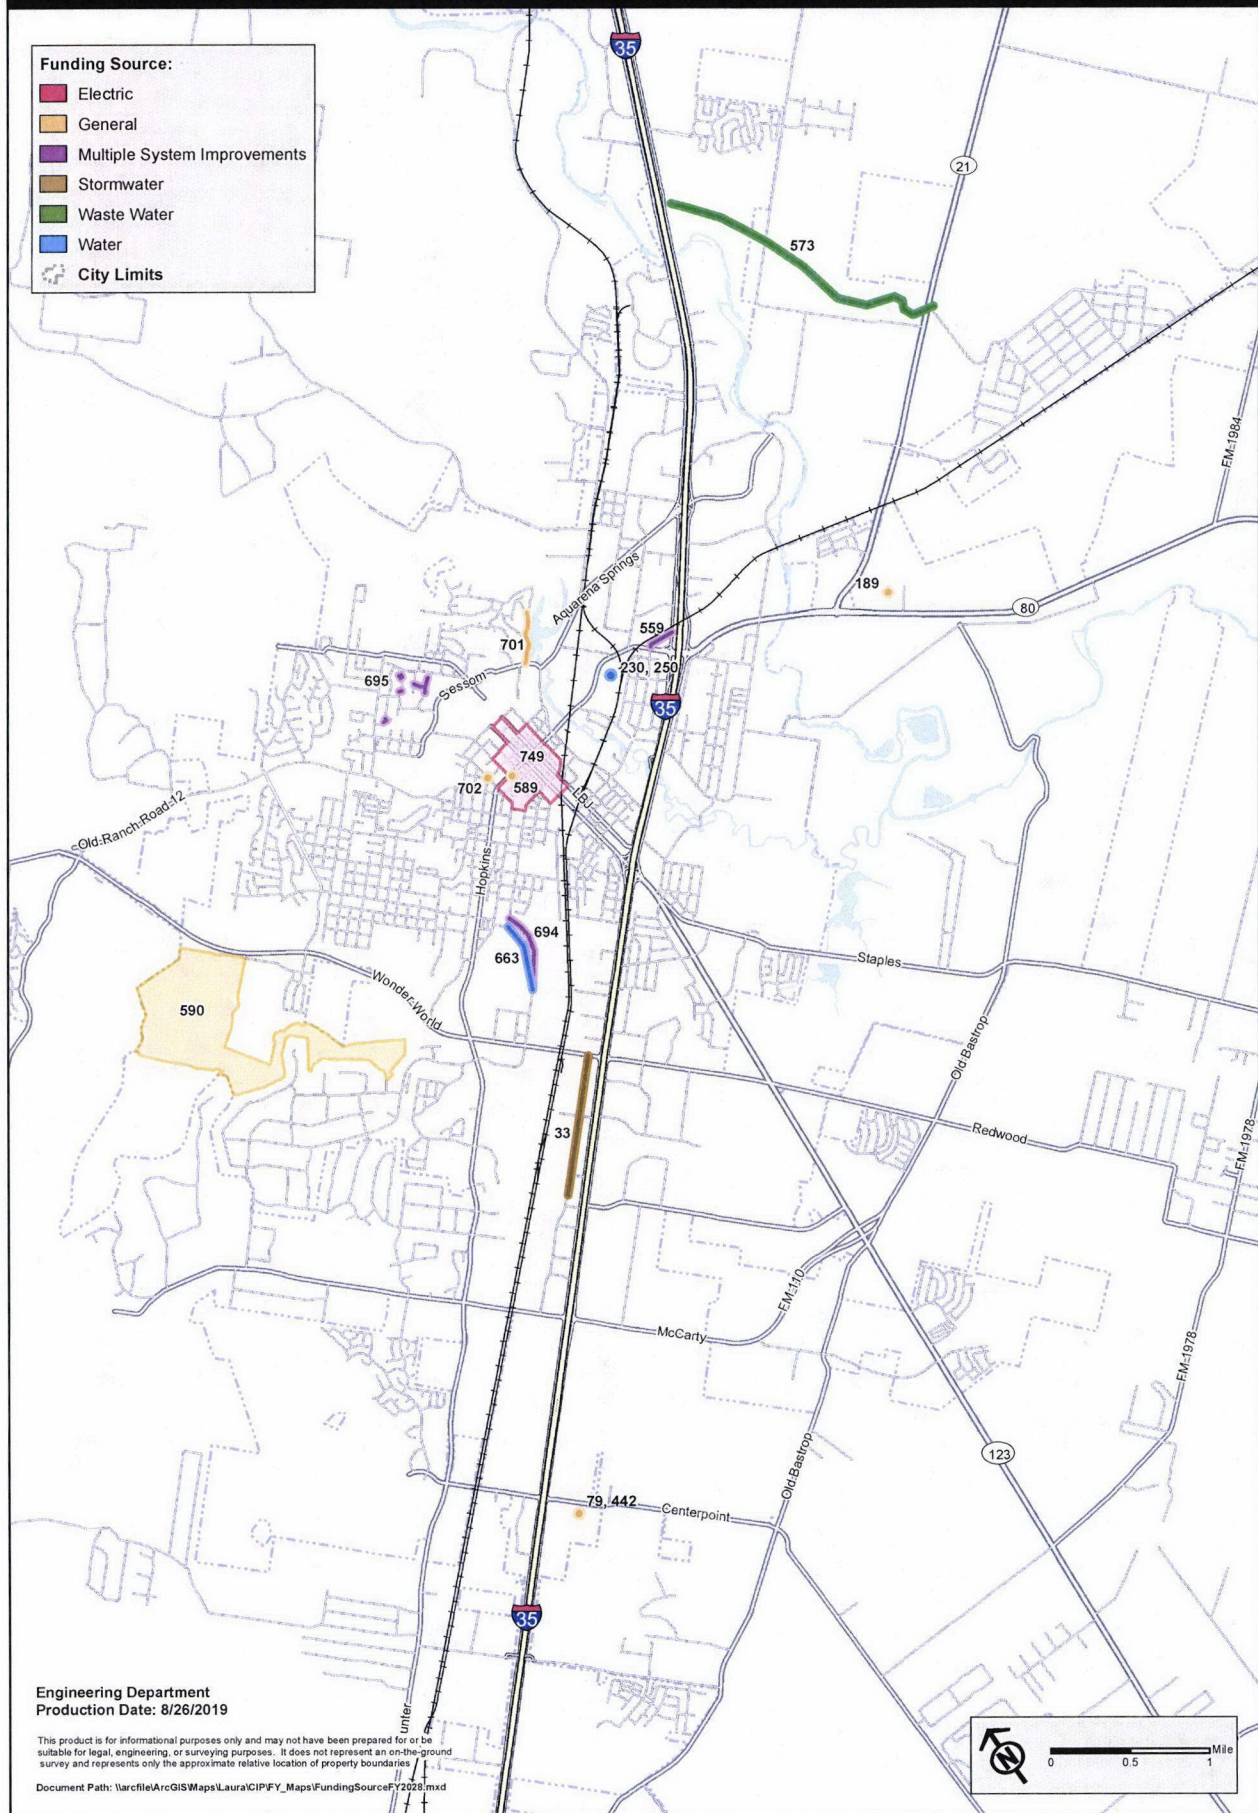 35
Funding Source:
Electric
General
Multiple System Improvements
Stormwater
Waste Water
Water
City Limits
21
573
FM-1984
Aquarena Springs
189
80
559
701
230, 250
695
Sessom
35
749
702
589
LBJ
Old-Ranch-Road-12
Hopkins
694
663
Staples
Wonder-World
590
Old-Bastrop
33
Redwood
FM-1978
FM-110
McCarty
FM-1978
123
Old-Bastrop
79, 442
Centerpoint
35
Engineering Department
Production Date: 8/26/2019
unter
This product is for informational purposes only and may not have been prepared for or be
suitable for legal, engineering, or surveying purposes. It does not represent an on-the-ground
survey and represents only the approximate relative location of property boundaries
Document Path: \\arcfile\ArcGIS\Maps\Laura\CIP\FY_Maps\FundingSourceFY2028.mxd
N
Mile
0 0.5 1